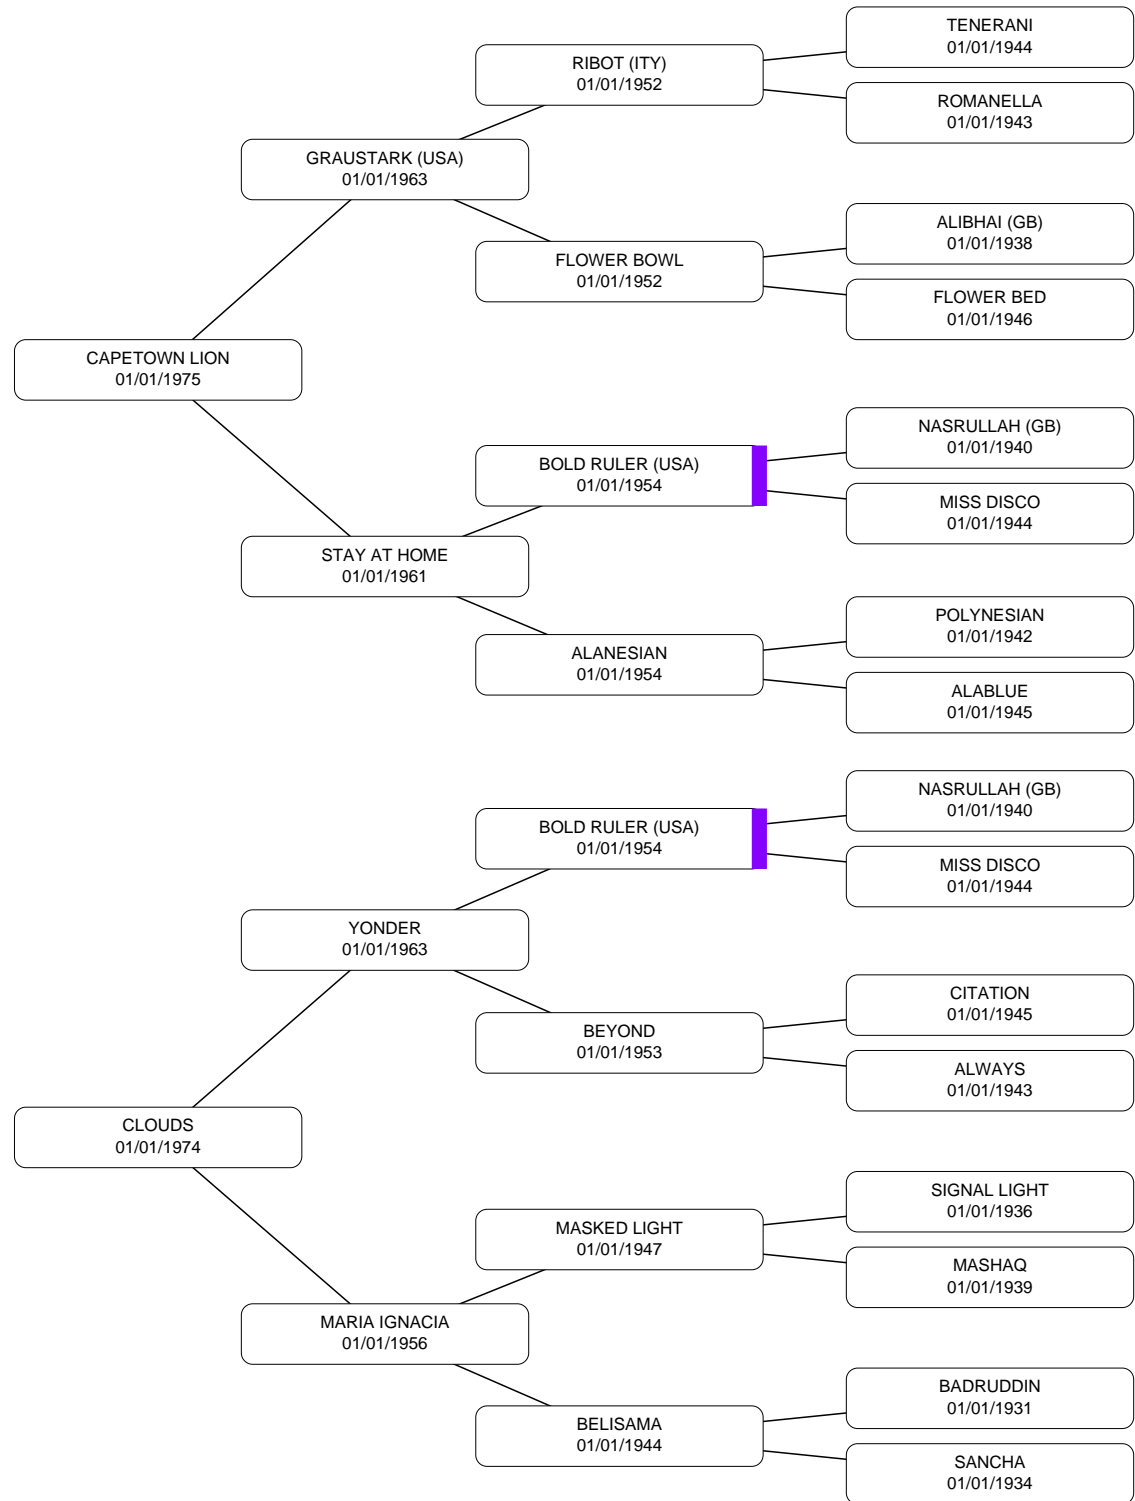 TENERANI
01/01/1944
RIBOT (ITY)
01/01/1952
ROMANELLA
01/01/1943
GRAUSTARK (USA)
01/01/1963
ALIBHAI (GB)
01/01/1938
FLOWER BOWL
01/01/1952
FLOWER BED
01/01/1946
CAPETOWN LION
01/01/1975
NASRULLAH (GB)
01/01/1940
BOLD RULER (USA)
01/01/1954
MISS DISCO
01/01/1944
STAY AT HOME
01/01/1961
POLYNESIAN
01/01/1942
ALANESIAN
01/01/1954
ALABLUE
01/01/1945
NASRULLAH (GB)
01/01/1940
BOLD RULER (USA)
01/01/1954
MISS DISCO
01/01/1944
YONDER
01/01/1963
CITATION
01/01/1945
BEYOND
01/01/1953
ALWAYS
01/01/1943
CLOUDS
01/01/1974
SIGNAL LIGHT
01/01/1936
MASKED LIGHT
01/01/1947
MASHAQ
01/01/1939
MARIA IGNACIA
01/01/1956
BADRUDDIN
01/01/1931
BELISAMA
01/01/1944
SANCHA
01/01/1934